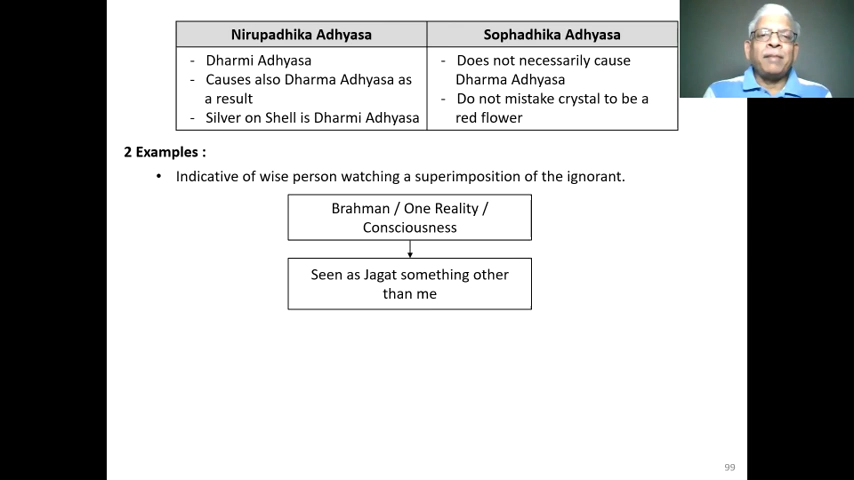 Nirupadhika Adhyasa
Sophadhika Adhyasa
- Dharmi Adhyasa
- Causes also Dharma Adhyasa as
a result
- Silver on Shell is Dharmi Adhyasa
- Does not necessarily cause
Dharma Adhyasa
- Do not mistake crystal to be a
red flower
2 Examples :
• Indicative of wise person watching a superimposition of the ignorant.
Brahman / One Reality /
Consciousness
Seen as Jagat something other
than me
99